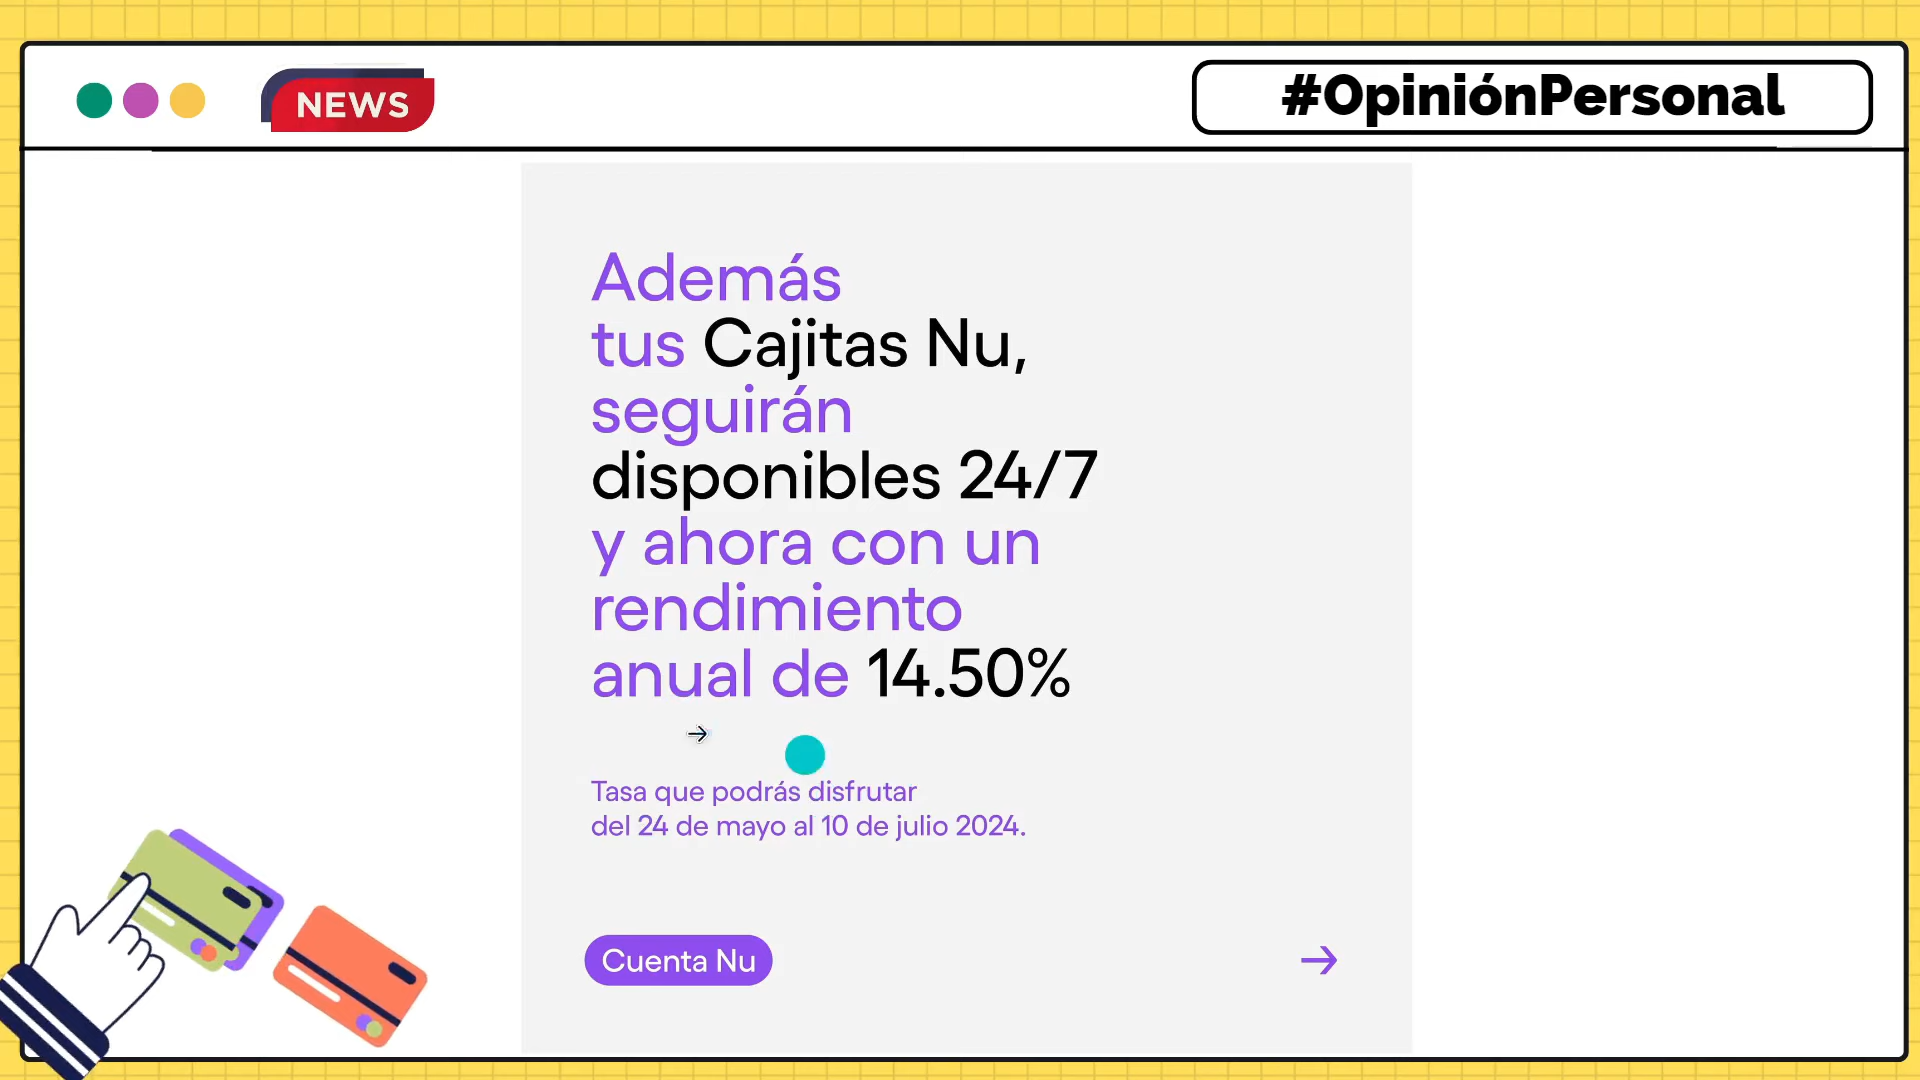 NEWS
#OpiniónPersonal
Además
tus Cajitas Nu,
seguirán
disponibles 24/7
y ahora con un
rendimiento
anual de 14.50%
Tasa que podrás disfrutar
del 24 de mayo al 10 de julio 2024.
Cuenta Nu